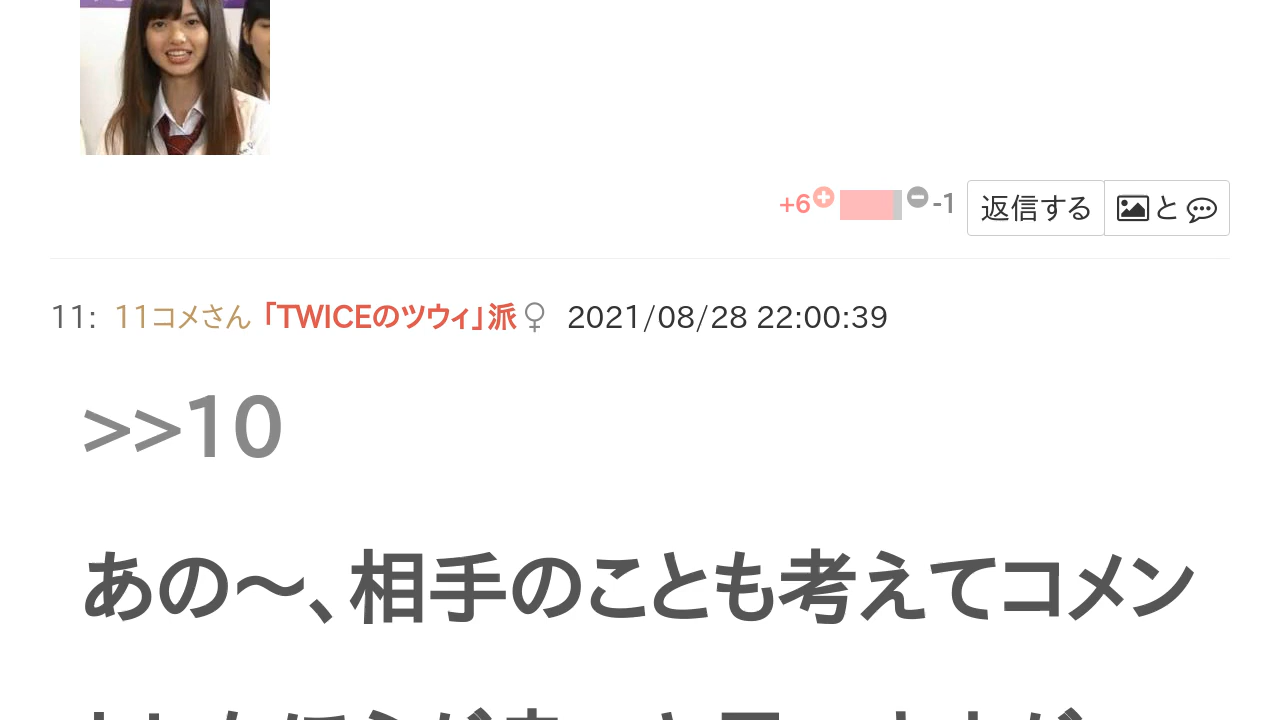 +6 -1 返信する と
11: 11コメさん 「TWICEのツウィ」派♀ 2021/08/28 22:00:39
>>10
あの〜、相手のことも考えてコメン